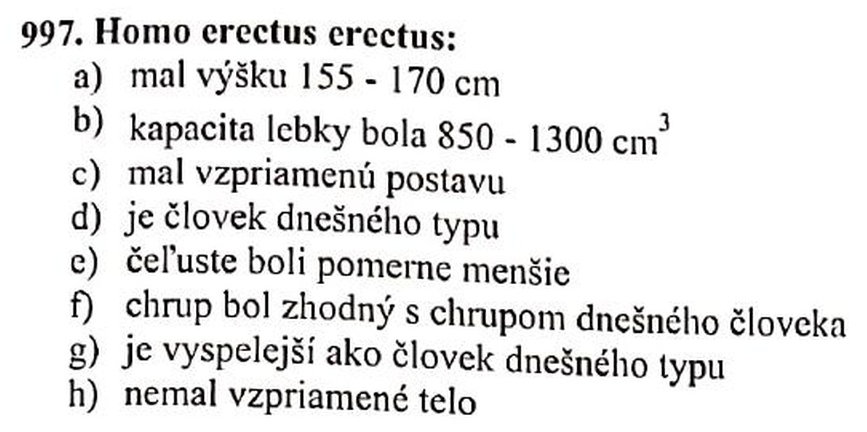 997. Homo erectus erectus:
a) mal výšku 155 - 170 cm
b) kapacita lebky bola 850 - 1300 cm³
c) mal vzpriamenú postavu
d) je človek dnešného typu
e) čeľuste boli pomerne menšie
f) chrup bol zhodný s chrupom dnešného človeka
g) je vyspelejší ako človek dnešného typu
h) nemal vzpriamené telo